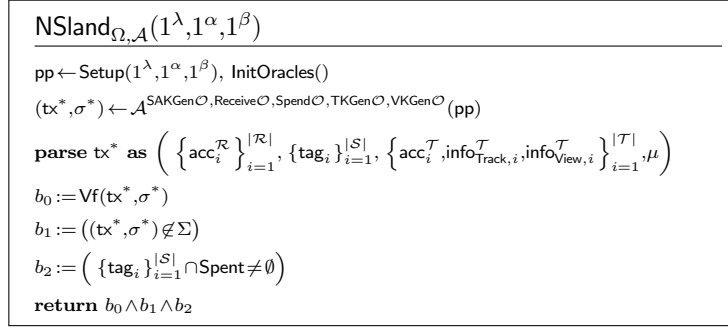 NSland_{Ω,𝒜}(1^λ,1^α,1^β)
pp←Setup(1^λ,1^α,1^β), InitOracles()
(tx*,σ*)←𝒜^{SAKGen𝒪,Receive𝒪,Spend𝒪,TKGen𝒪,VKGen𝒪}(pp)
parse tx* as ( {acc_i^ℛ}_{i=1}^{|ℛ|}, {tag_i}_{i=1}^{|𝒮|}, {acc_i^𝒯,info_{Track,i}^𝒯,info_{View,i}^𝒯}_{i=1}^{|𝒯|},μ)
b_0:=Vf(tx*,σ*)
b_1:=((tx*,σ*)∉Σ)
b_2:=( {tag_i}_{i=1}^{|𝒮|}∩Spent≠∅)
return b_0∧b_1∧b_2